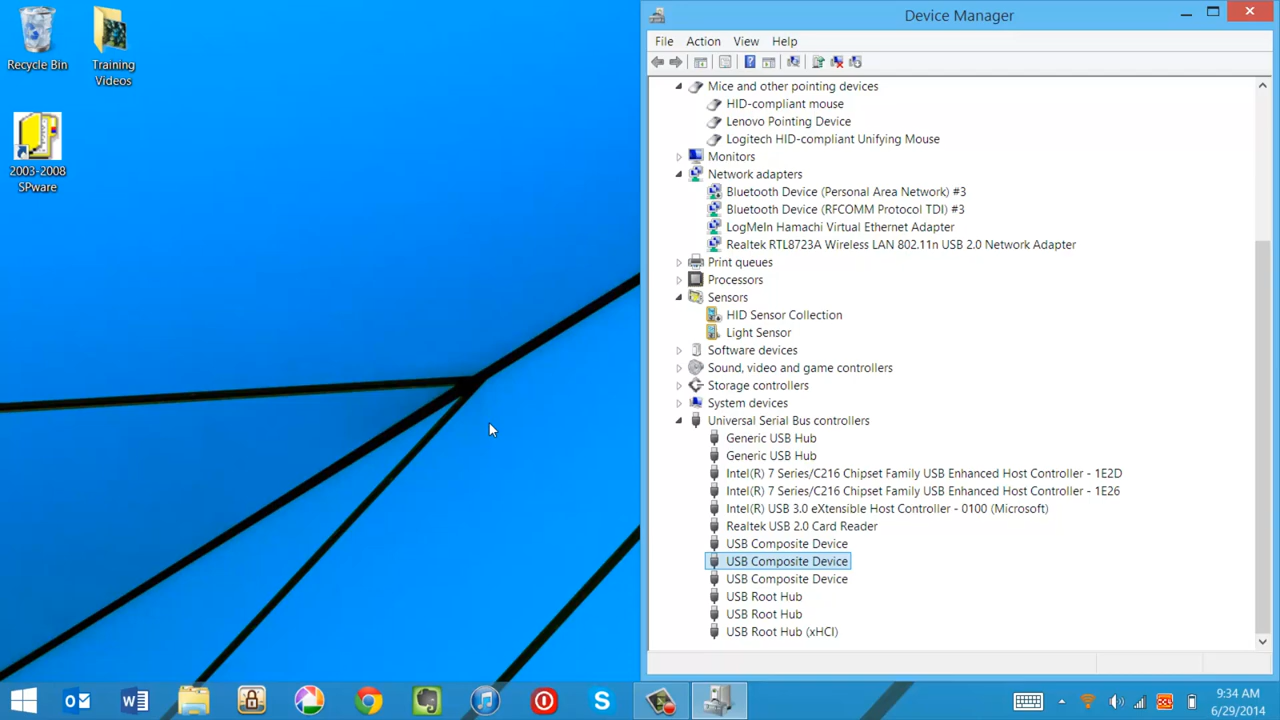 Recycle Bin
Training
Videos
2003-2008
SPware
Device Manager
File Action View Help
Mice and other pointing devices
HID-compliant mouse
Lenovo Pointing Device
Logitech HID-compliant Unifying Mouse
Monitors
Network adapters
Bluetooth Device (Personal Area Network) #3
Bluetooth Device (RFCOMM Protocol TDI) #3
LogMeIn Hamachi Virtual Ethernet Adapter
Realtek RTL8723A Wireless LAN 802.11n USB 2.0 Network Adapter
Print queues
Processors
Sensors
HID Sensor Collection
Light Sensor
Software devices
Sound, video and game controllers
Storage controllers
System devices
Universal Serial Bus controllers
Generic USB Hub
Generic USB Hub
Intel(R) 7 Series/C216 Chipset Family USB Enhanced Host Controller - 1E2D
Intel(R) 7 Series/C216 Chipset Family USB Enhanced Host Controller - 1E26
Intel(R) USB 3.0 eXtensible Host Controller - 0100 (Microsoft)
Realtek USB 2.0 Card Reader
USB Composite Device
USB Composite Device
USB Composite Device
USB Root Hub
USB Root Hub
USB Root Hub (xHCI)
9:34 AM
6/29/2014